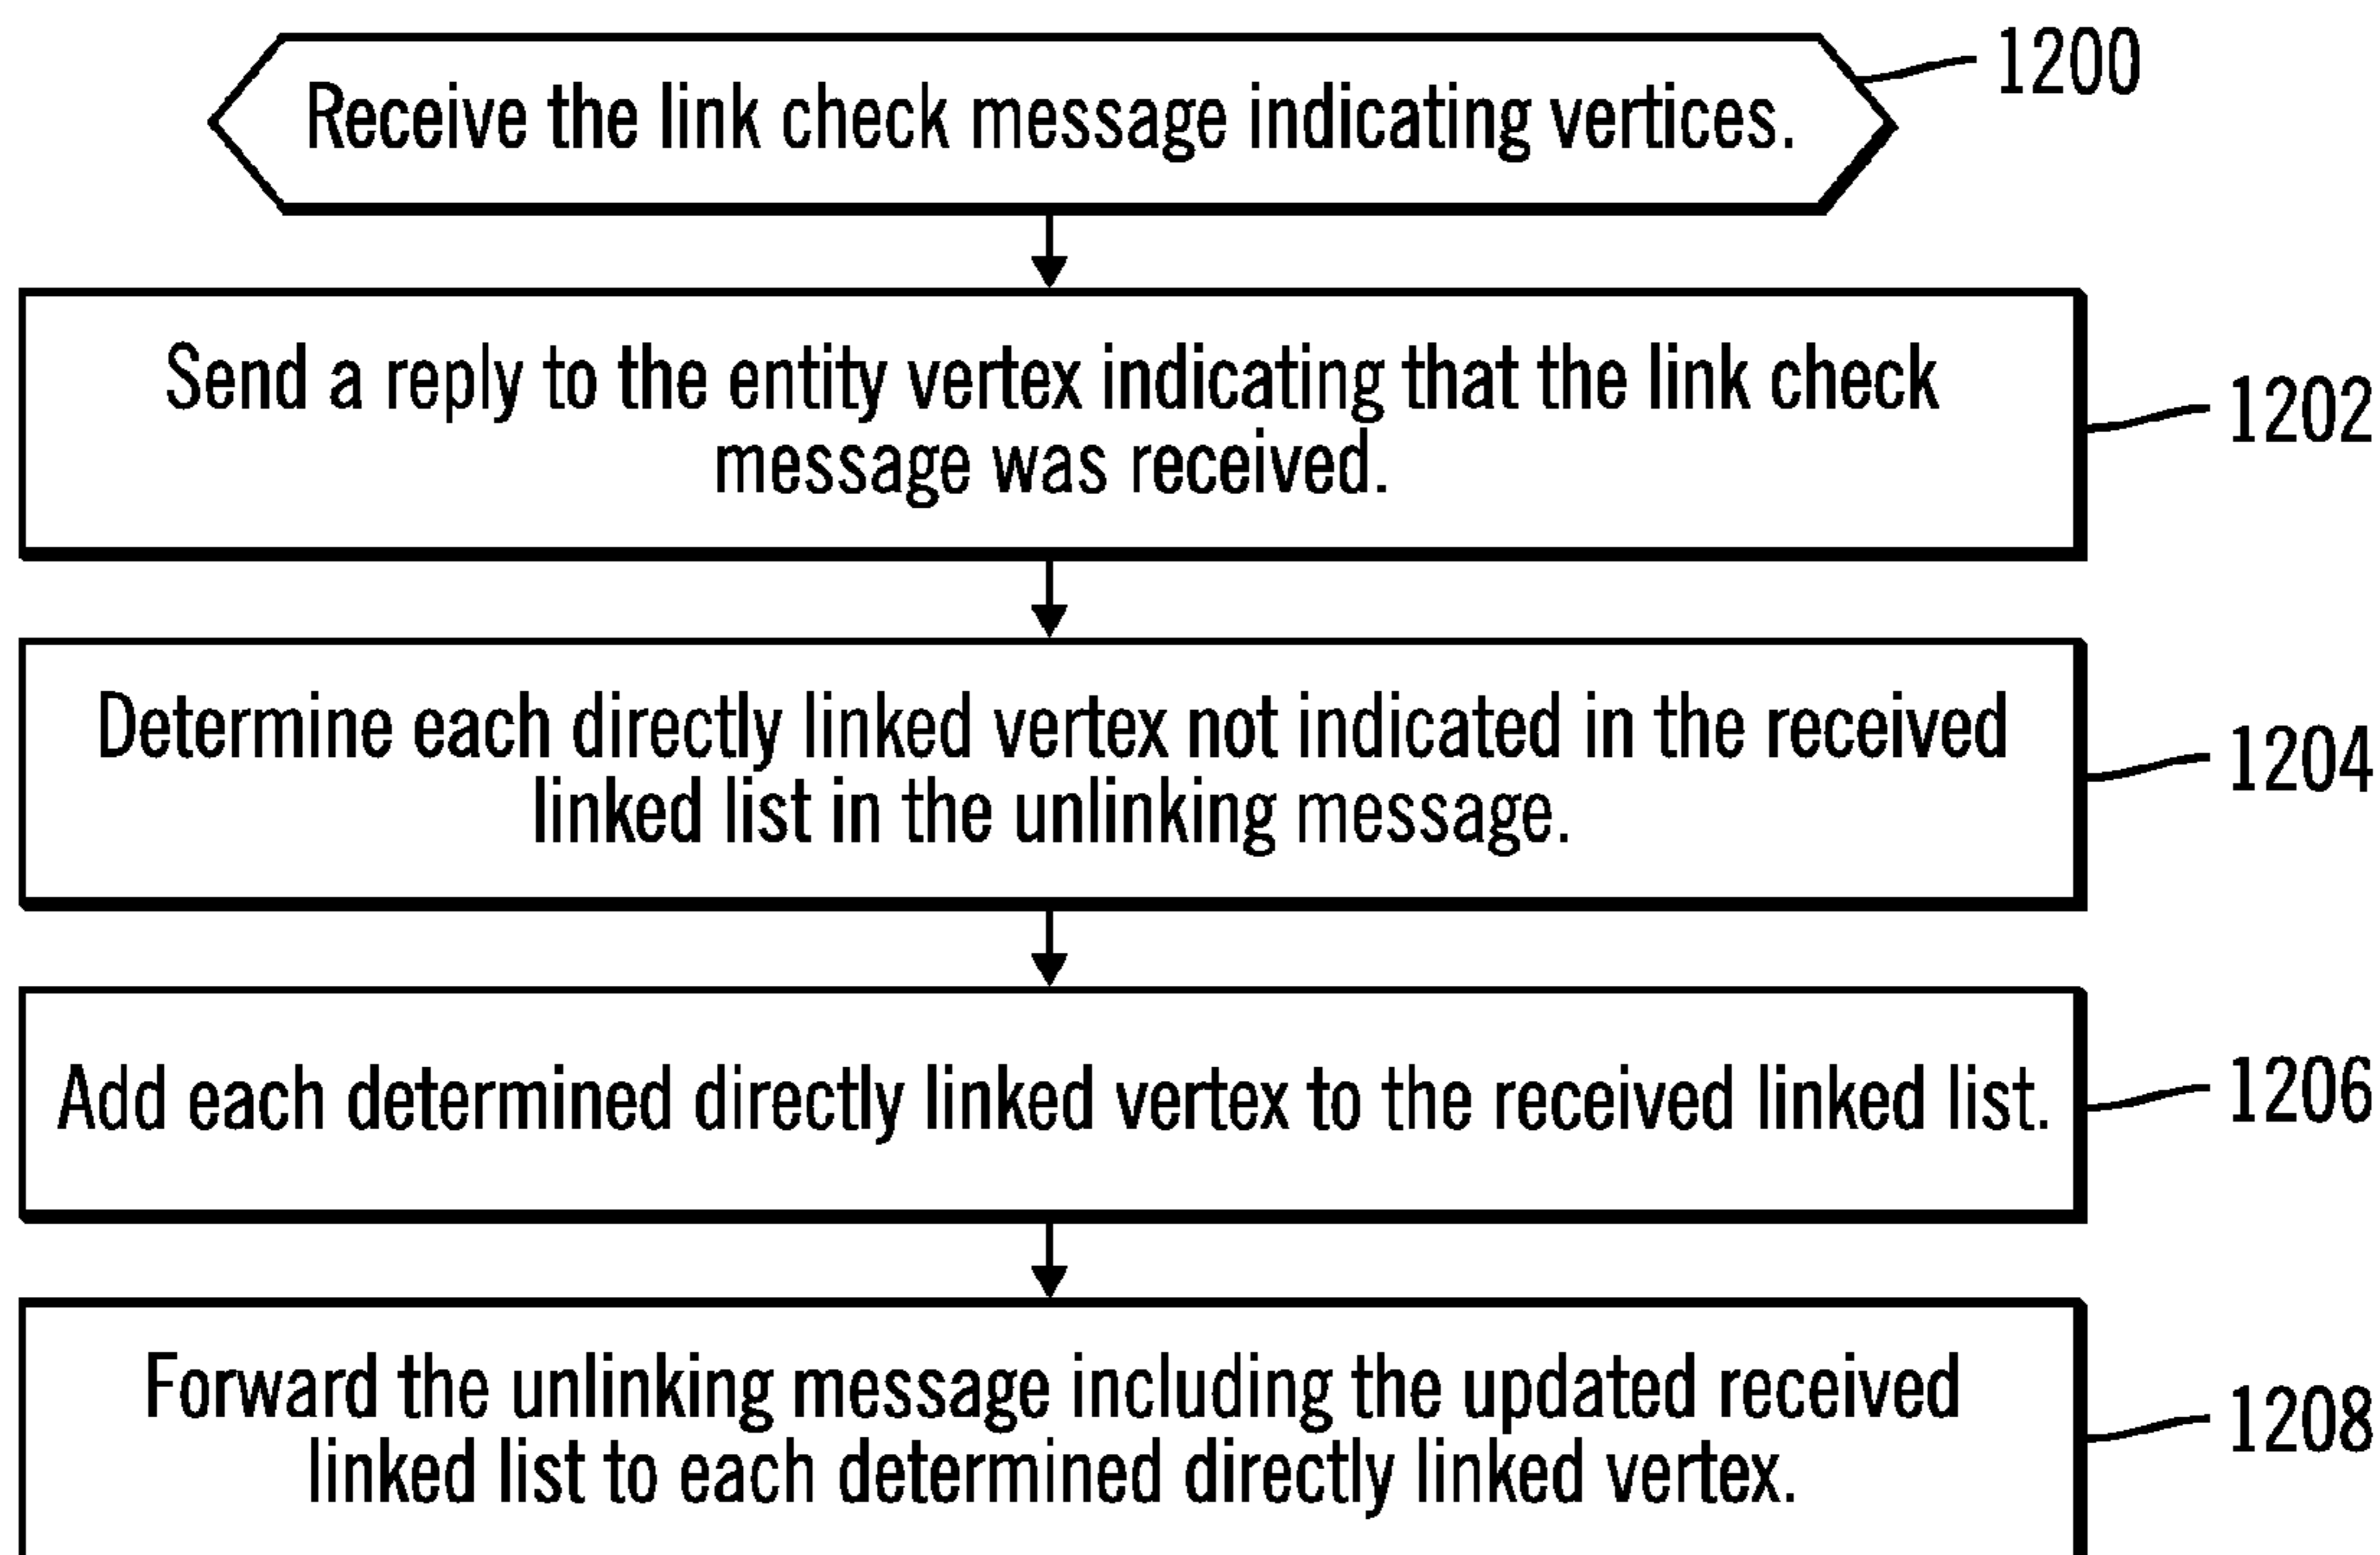 Receive the link check message indicating vertices.
1200
Send a reply to the entity vertex indicating that the link check
message was received.
1202
Determine each directly linked vertex not indicated in the received
linked list in the unlinking message.
1204
Add each determined directly linked vertex to the received linked list.
1206
Forward the unlinking message including the updated received
linked list to each determined directly linked vertex.
1208